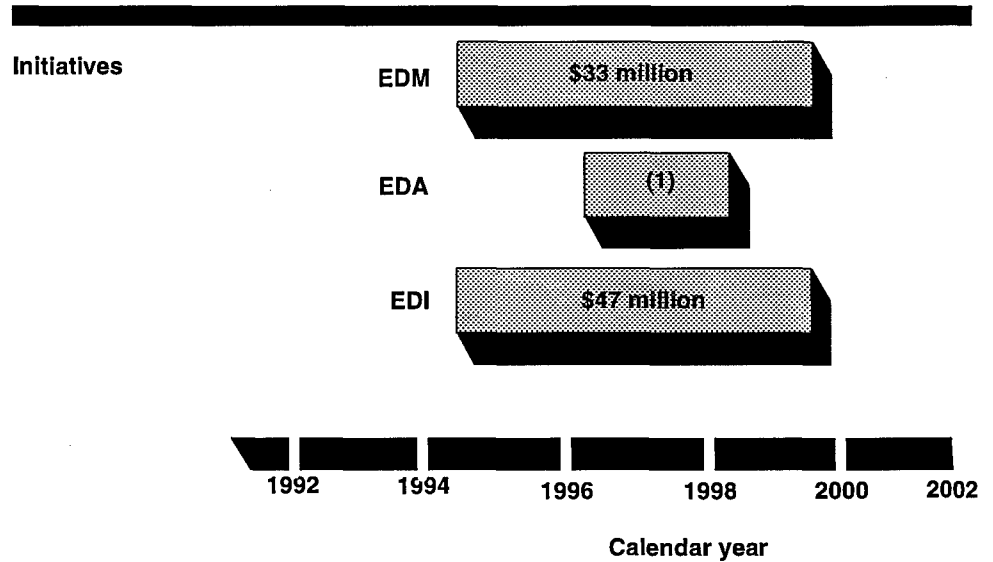 Initiatives
EDM
$33 million
EDA
(1)
EDI
$47 million
1992 1994 1996 1998 2000 2002
Calendar year